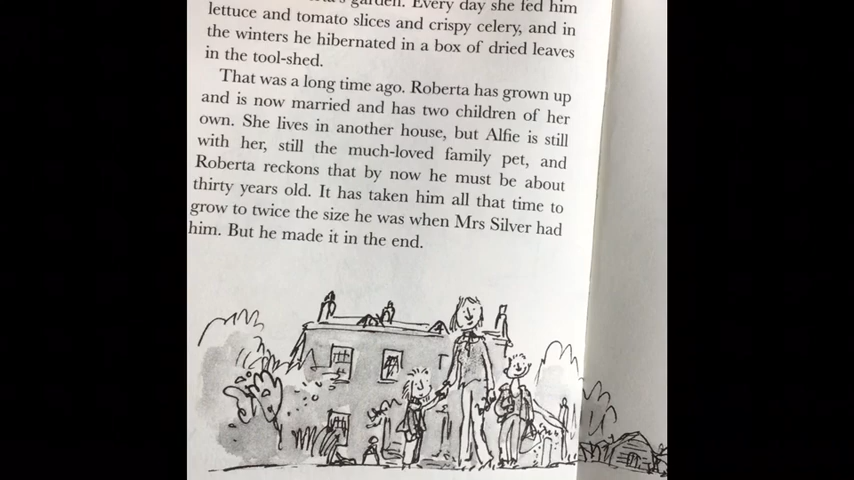 garden. Every day she fed him
lettuce and tomato slices and crispy celery, and in
the winters he hibernated in a box of dried leaves
in the tool-shed.
That was a long time ago. Roberta has grown up
and is now married and has two children of her
own. She lives in another house, but Alfie is still
with her, still the much-loved family pet, and
Roberta reckons that by now he must be about
thirty years old. It has taken him all that time to
grow to twice the size he was when Mrs Silver had
him. But he made it in the end.